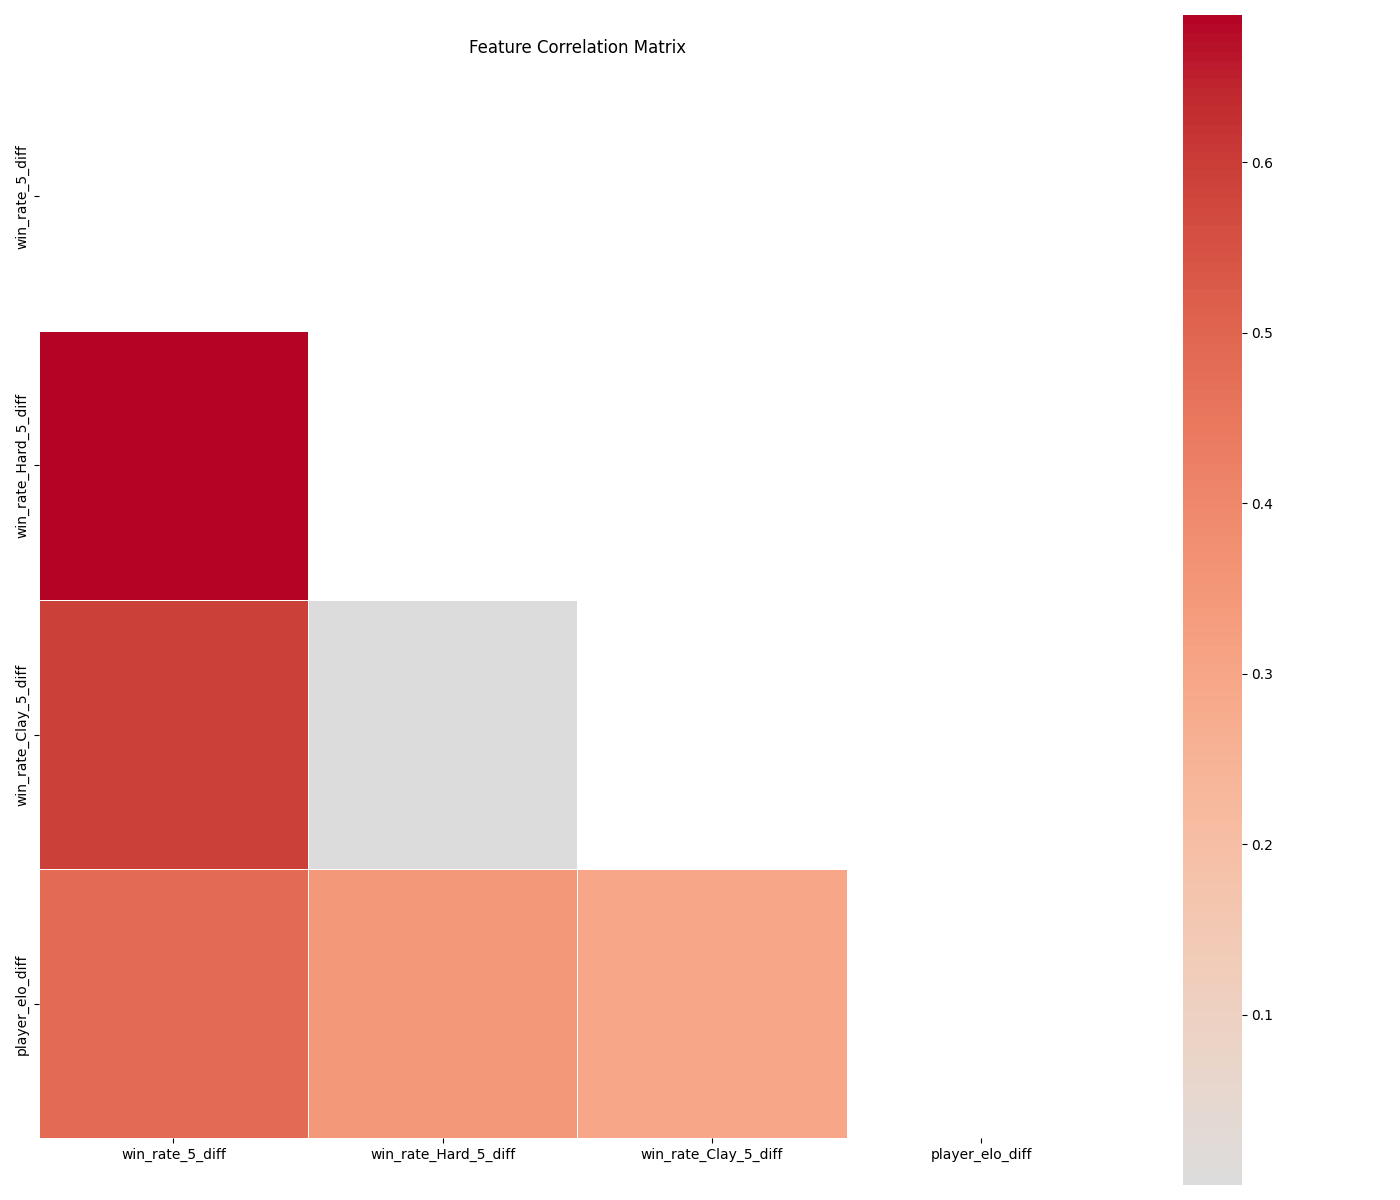 Feature Correlation Matrix
win_rate_5_diff
win_rate_Hard_5_diff
win_rate_Clay_5_diff
player_elo_diff
win_rate_5_diff
win_rate_Hard_5_diff
win_rate_Clay_5_diff
player_elo_diff
0.6
0.5
0.4
0.3
0.2
0.1